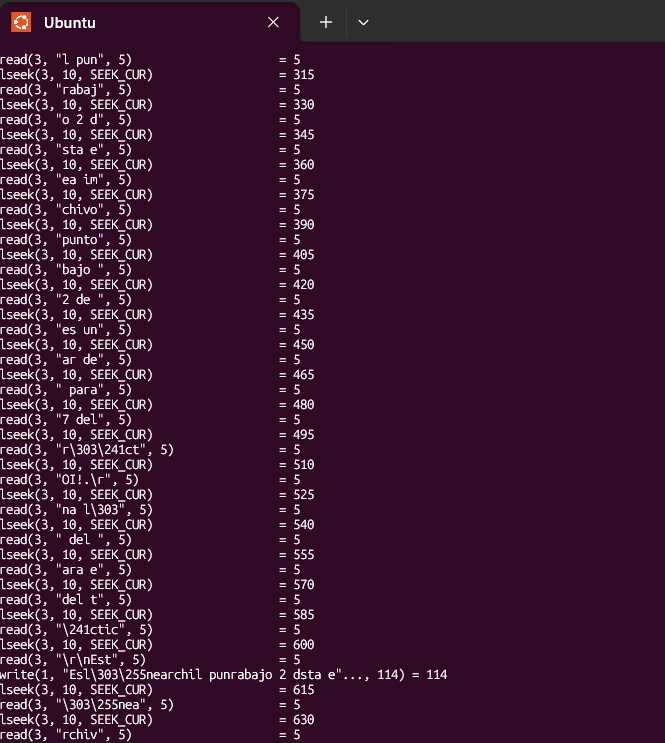 Ubuntu
read(3, "l pun", 5) = 5
lseek(3, 10, SEEK_CUR) = 315
read(3, "rabaj", 5) = 5
lseek(3, 10, SEEK_CUR) = 330
read(3, "o 2 d", 5) = 5
lseek(3, 10, SEEK_CUR) = 345
read(3, "sta e", 5) = 5
lseek(3, 10, SEEK_CUR) = 360
read(3, "ea im", 5) = 5
lseek(3, 10, SEEK_CUR) = 375
read(3, "chivo", 5) = 5
lseek(3, 10, SEEK_CUR) = 390
read(3, "punto", 5) = 5
lseek(3, 10, SEEK_CUR) = 405
read(3, "bajo ", 5) = 5
lseek(3, 10, SEEK_CUR) = 420
read(3, "2 de ", 5) = 5
lseek(3, 10, SEEK_CUR) = 435
read(3, "es un", 5) = 5
lseek(3, 10, SEEK_CUR) = 450
read(3, "ar de", 5) = 5
lseek(3, 10, SEEK_CUR) = 465
read(3, " para", 5) = 5
lseek(3, 10, SEEK_CUR) = 480
read(3, "7 del", 5) = 5
lseek(3, 10, SEEK_CUR) = 495
read(3, "r\303\241ct", 5) = 5
lseek(3, 10, SEEK_CUR) = 510
read(3, "OI!.\r", 5) = 5
lseek(3, 10, SEEK_CUR) = 525
read(3, "na l\303", 5) = 5
lseek(3, 10, SEEK_CUR) = 540
read(3, " del ", 5) = 5
lseek(3, 10, SEEK_CUR) = 555
read(3, "ara e", 5) = 5
lseek(3, 10, SEEK_CUR) = 570
read(3, "del t", 5) = 5
lseek(3, 10, SEEK_CUR) = 585
read(3, "\241ctic", 5) = 5
lseek(3, 10, SEEK_CUR) = 600
read(3, "\r\nEst", 5) = 5
write(1, "Esl\303\255nearchil punrabajo 2 dsta e"..., 114) = 114
lseek(3, 10, SEEK_CUR) = 615
read(3, "\303\255nea", 5) = 5
lseek(3, 10, SEEK_CUR) = 630
read(3, "rchiv", 5) = 5